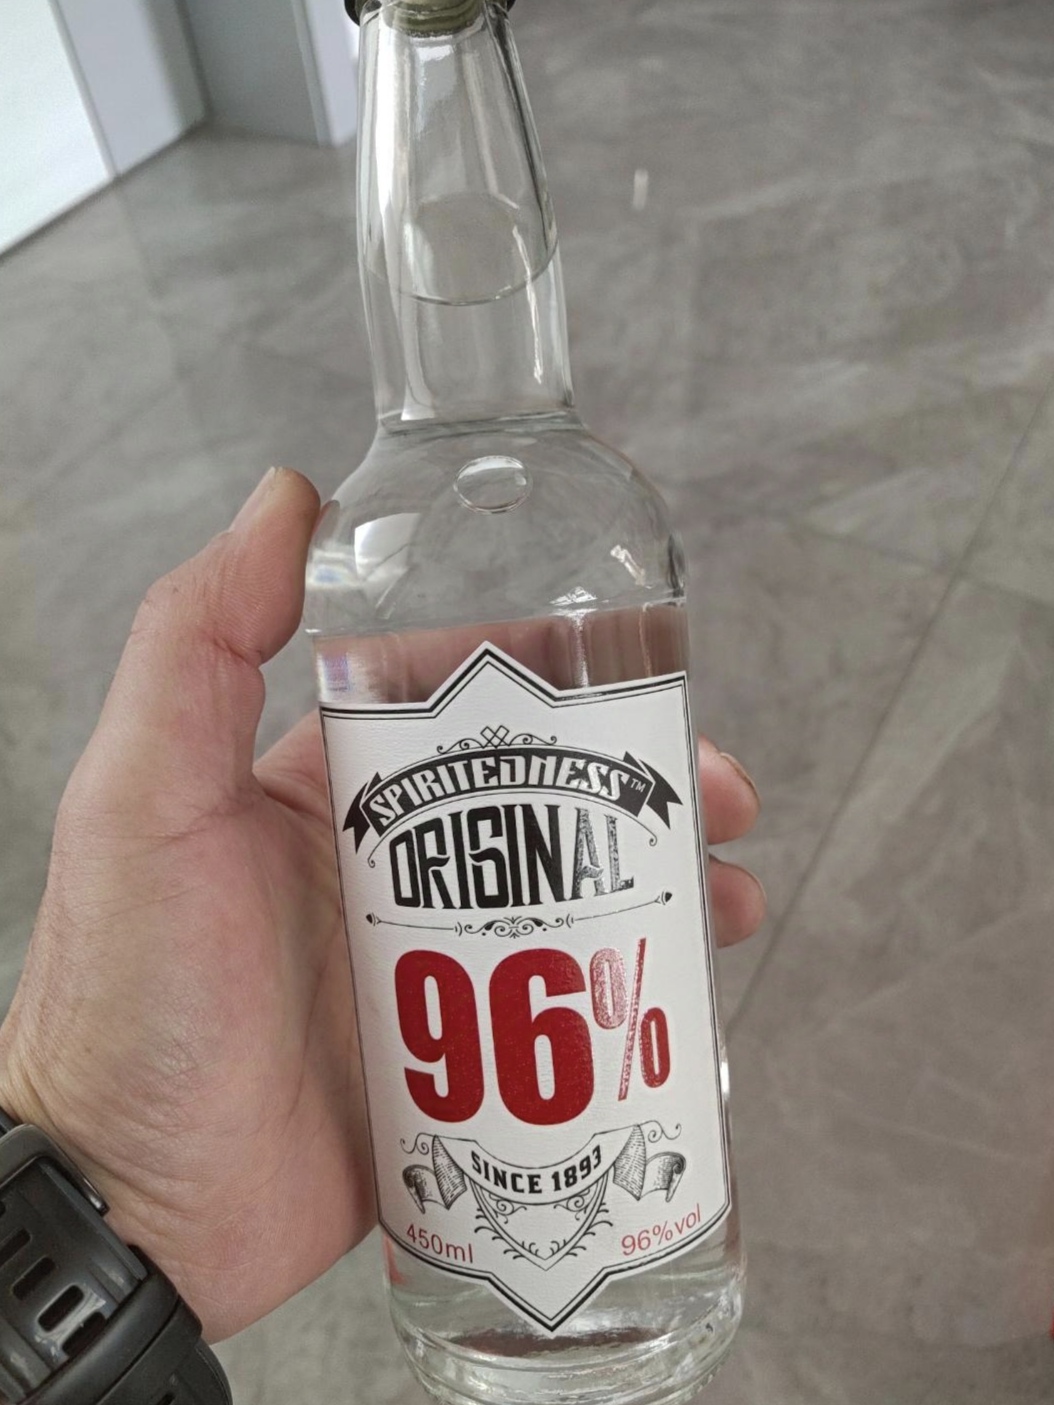 SPIRITEDNESS™
ORIGINAL
96%
SINCE 1893
450ml
96%vol